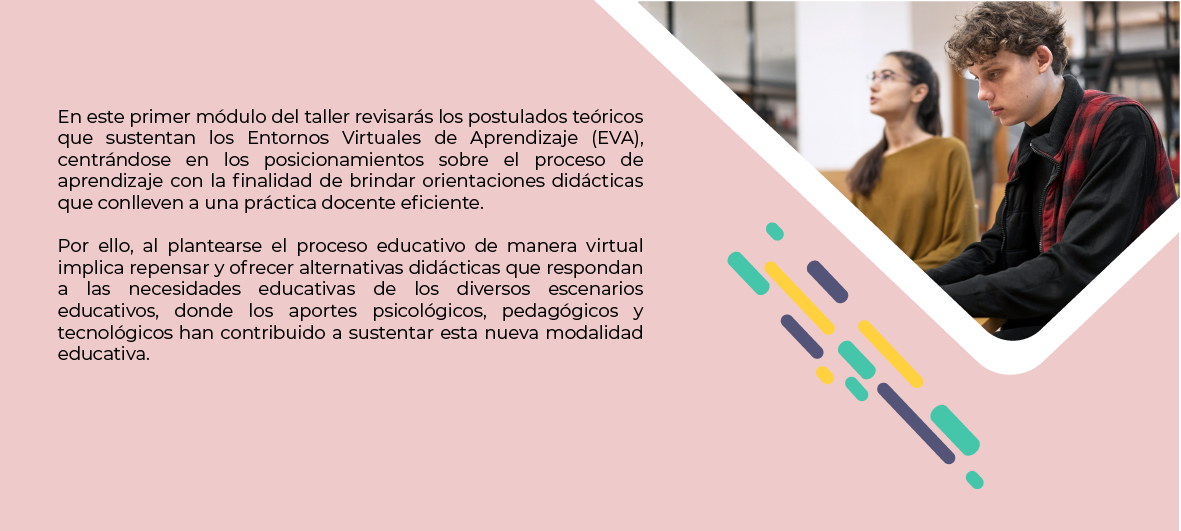 En este primer módulo del taller revisarás los postulados teóricos
que sustentan los Entornos Virtuales de Aprendizaje (EVA),
centrándose en los posicionamientos sobre el proceso de
aprendizaje con la finalidad de brindar orientaciones didácticas
que conlleven a una práctica docente eficiente.
Por ello, al plantearse el proceso educativo de manera virtual
implica repensar y ofrecer alternativas didácticas que respondan
a las necesidades educativas de los diversos escenarios
educativos, donde los aportes psicológicos, pedagógicos y
tecnológicos han contribuido a sustentar esta nueva modalidad
educativa.